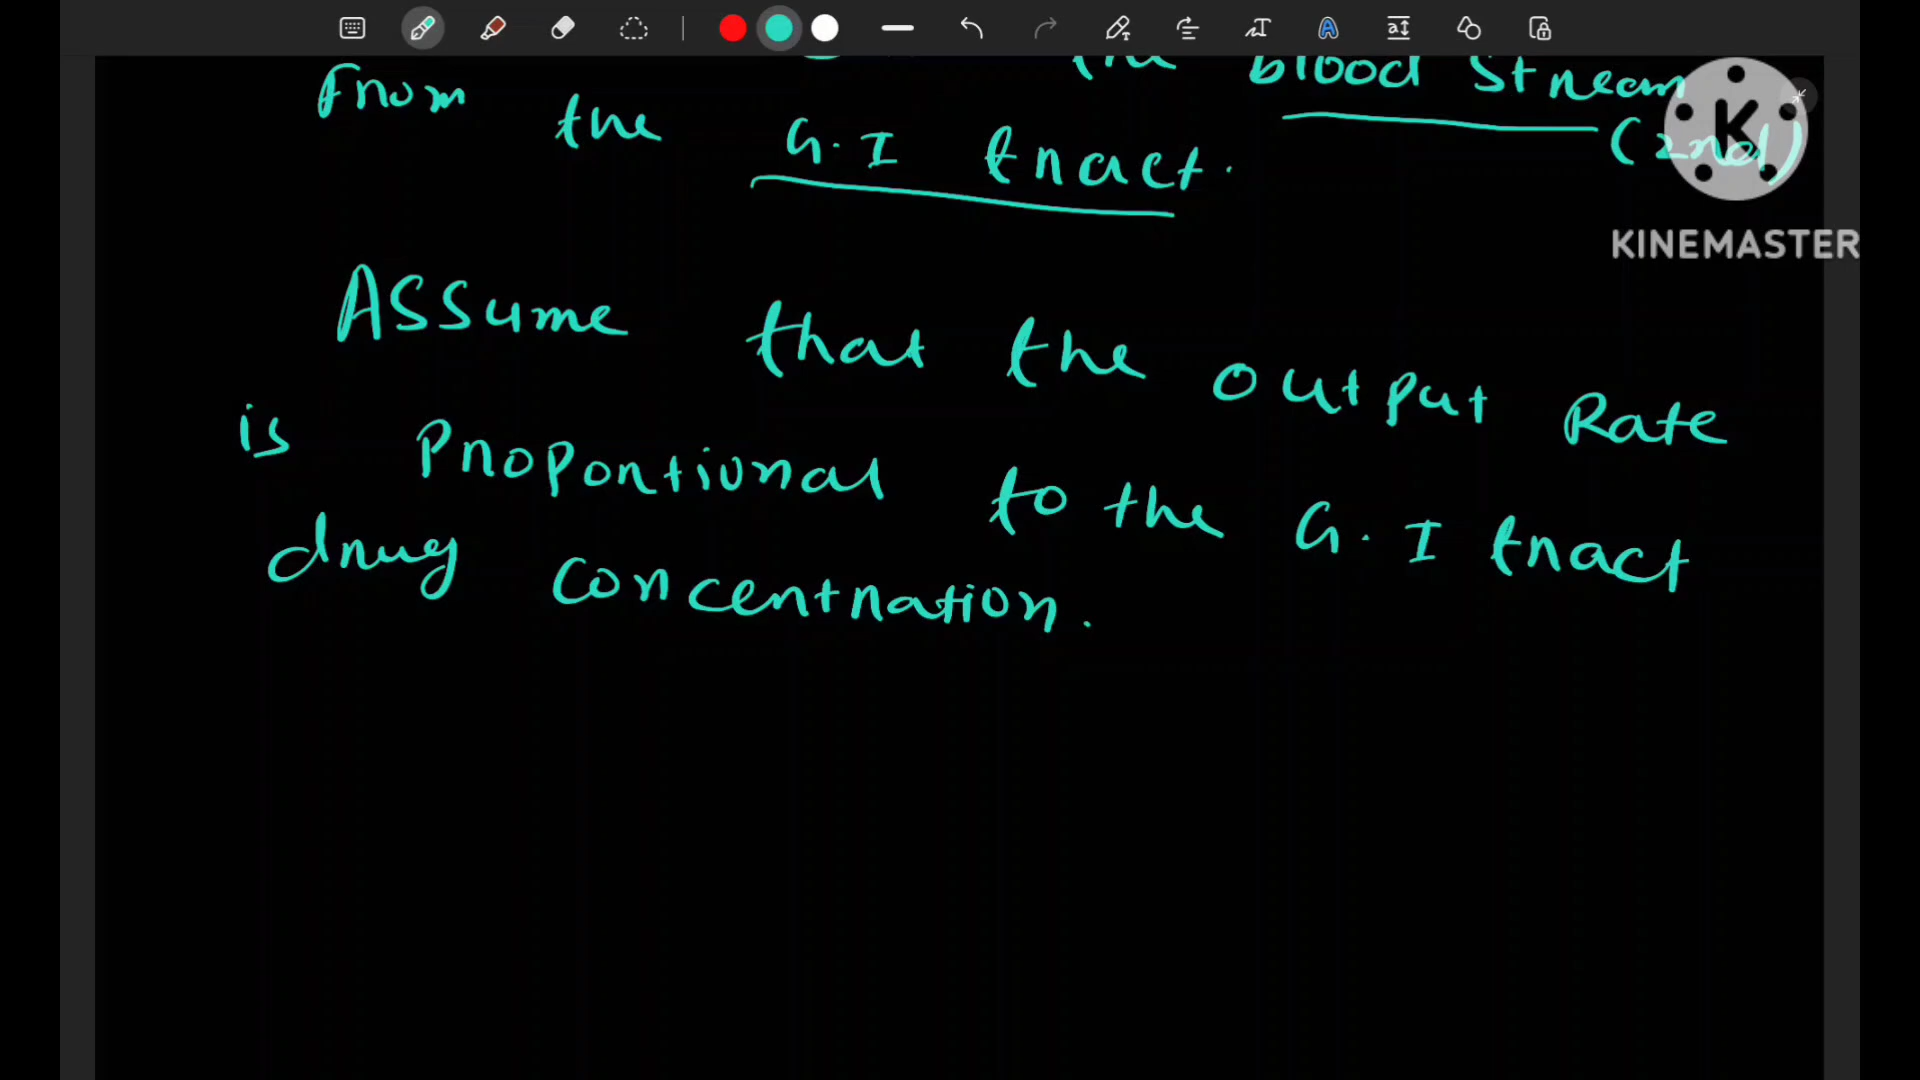 the blood stream
from the G.I tract.
(2nd)
Assume that the output Rate
is proportional to the G.I tract
drug concentration.
K
KINEMASTER